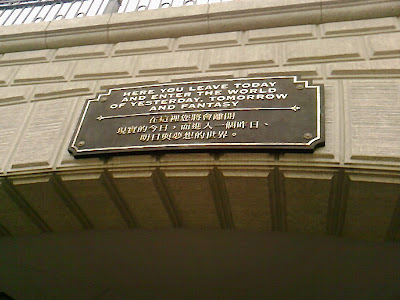 HERE YOU LEAVE TODAY
AND ENTER THE WORLD
OF YESTERDAY, TOMORROW
AND FANTASY
在這裡您將會離開
現實的今日，而進入一個昨日、
明日與夢想的世界。